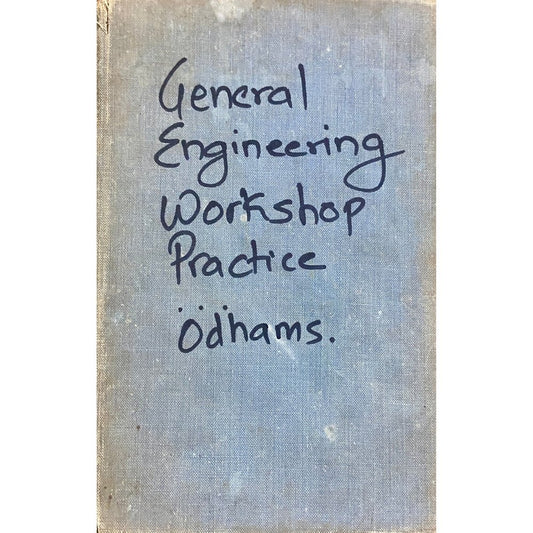 General
Engineering
Workshop
Practice
Odhams.